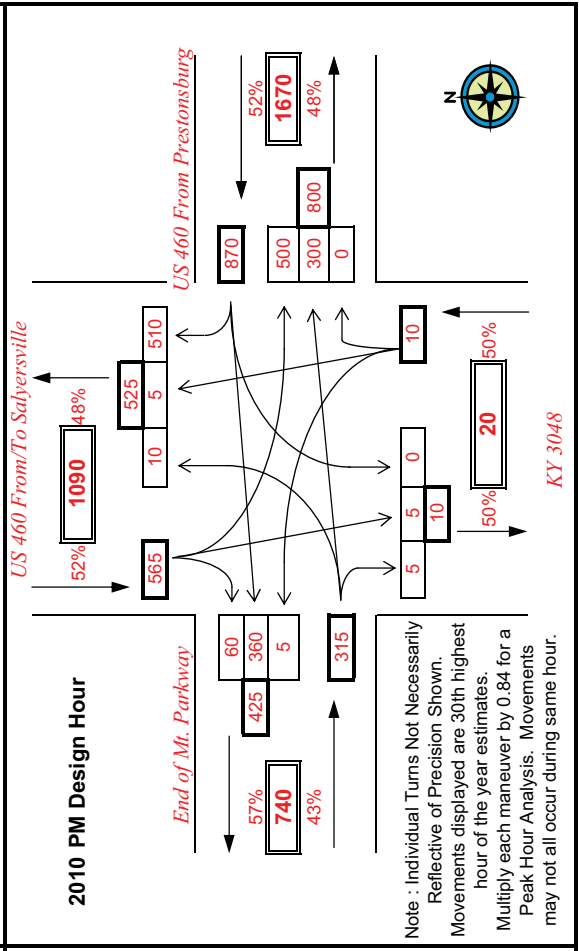 2010 PM Design Hour
US 460 From/To Salyersville
52%
1090
48%
565
525
10
5
510
US 460 From Prestonsburg
52%
1670
48%
870
500
300
0
800
N
End of Mt. Parkway
57%
740
43%
425
60
360
5
315
5
5
0
10
10
50%
20
50%
KY 3048
Note : Individual Turns Not Necessarily
Reflective of Precision Shown.
Movements displayed are 30th highest
hour of the year estimates.
Multiply each maneuver by 0.84 for a
Peak Hour Analysis. Movements
may not all occur during same hour.